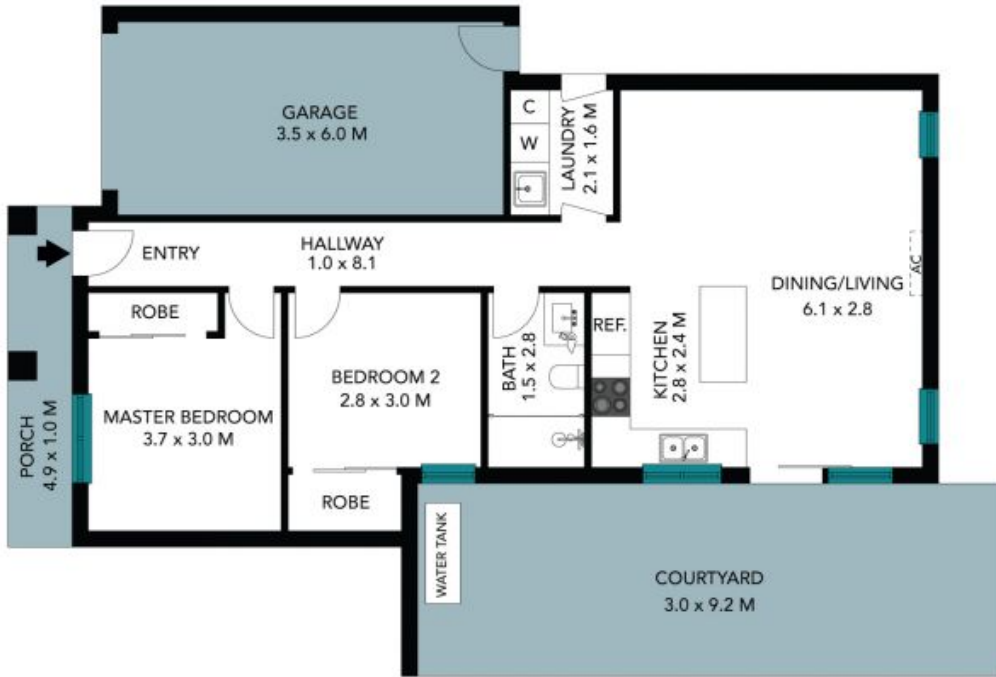 GARAGE
3.5 x 6.0 M
C
W
LAUNDRY
2.1 x 1.6 M
ENTRY
HALLWAY
1.0 x 8.1
DINING/LIVING
6.1 x 2.8
AC
ROBE
REF.
KITCHEN
2.8 x 2.4 M
BATH
1.5 x 2.8
BEDROOM 2
2.8 x 3.0 M
MASTER BEDROOM
3.7 x 3.0 M
PORCH
4.9 x 1.0 M
ROBE
WATER TANK
COURTYARD
3.0 x 9.2 M